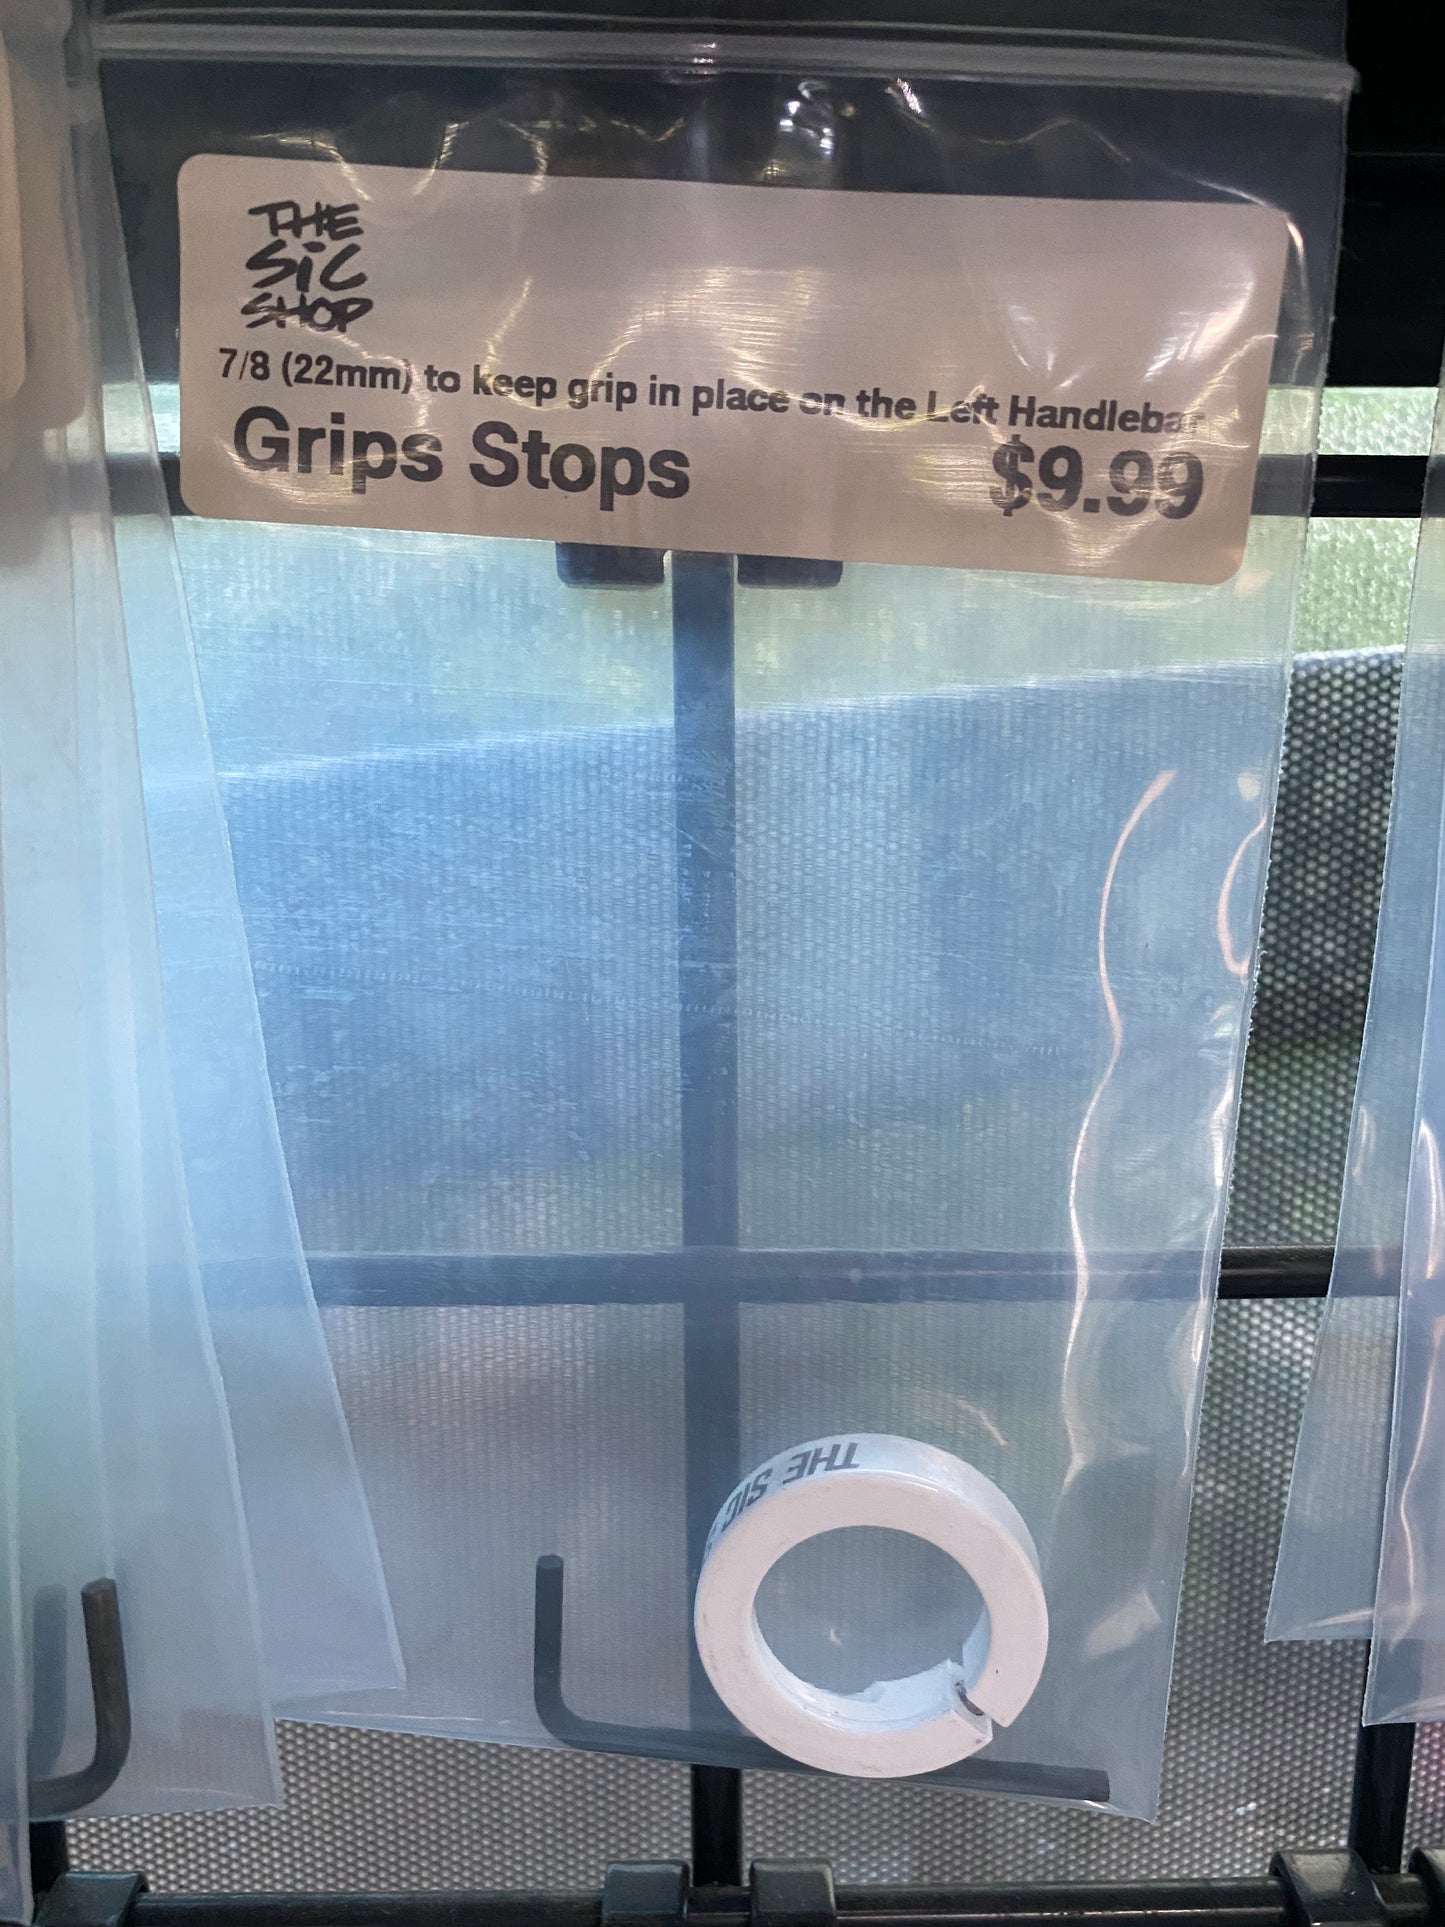 THE
SIC
SHOP
7/8 (22mm) to keep grip in place on the Left Handlebar
Grips Stops $9.99
THE SIC